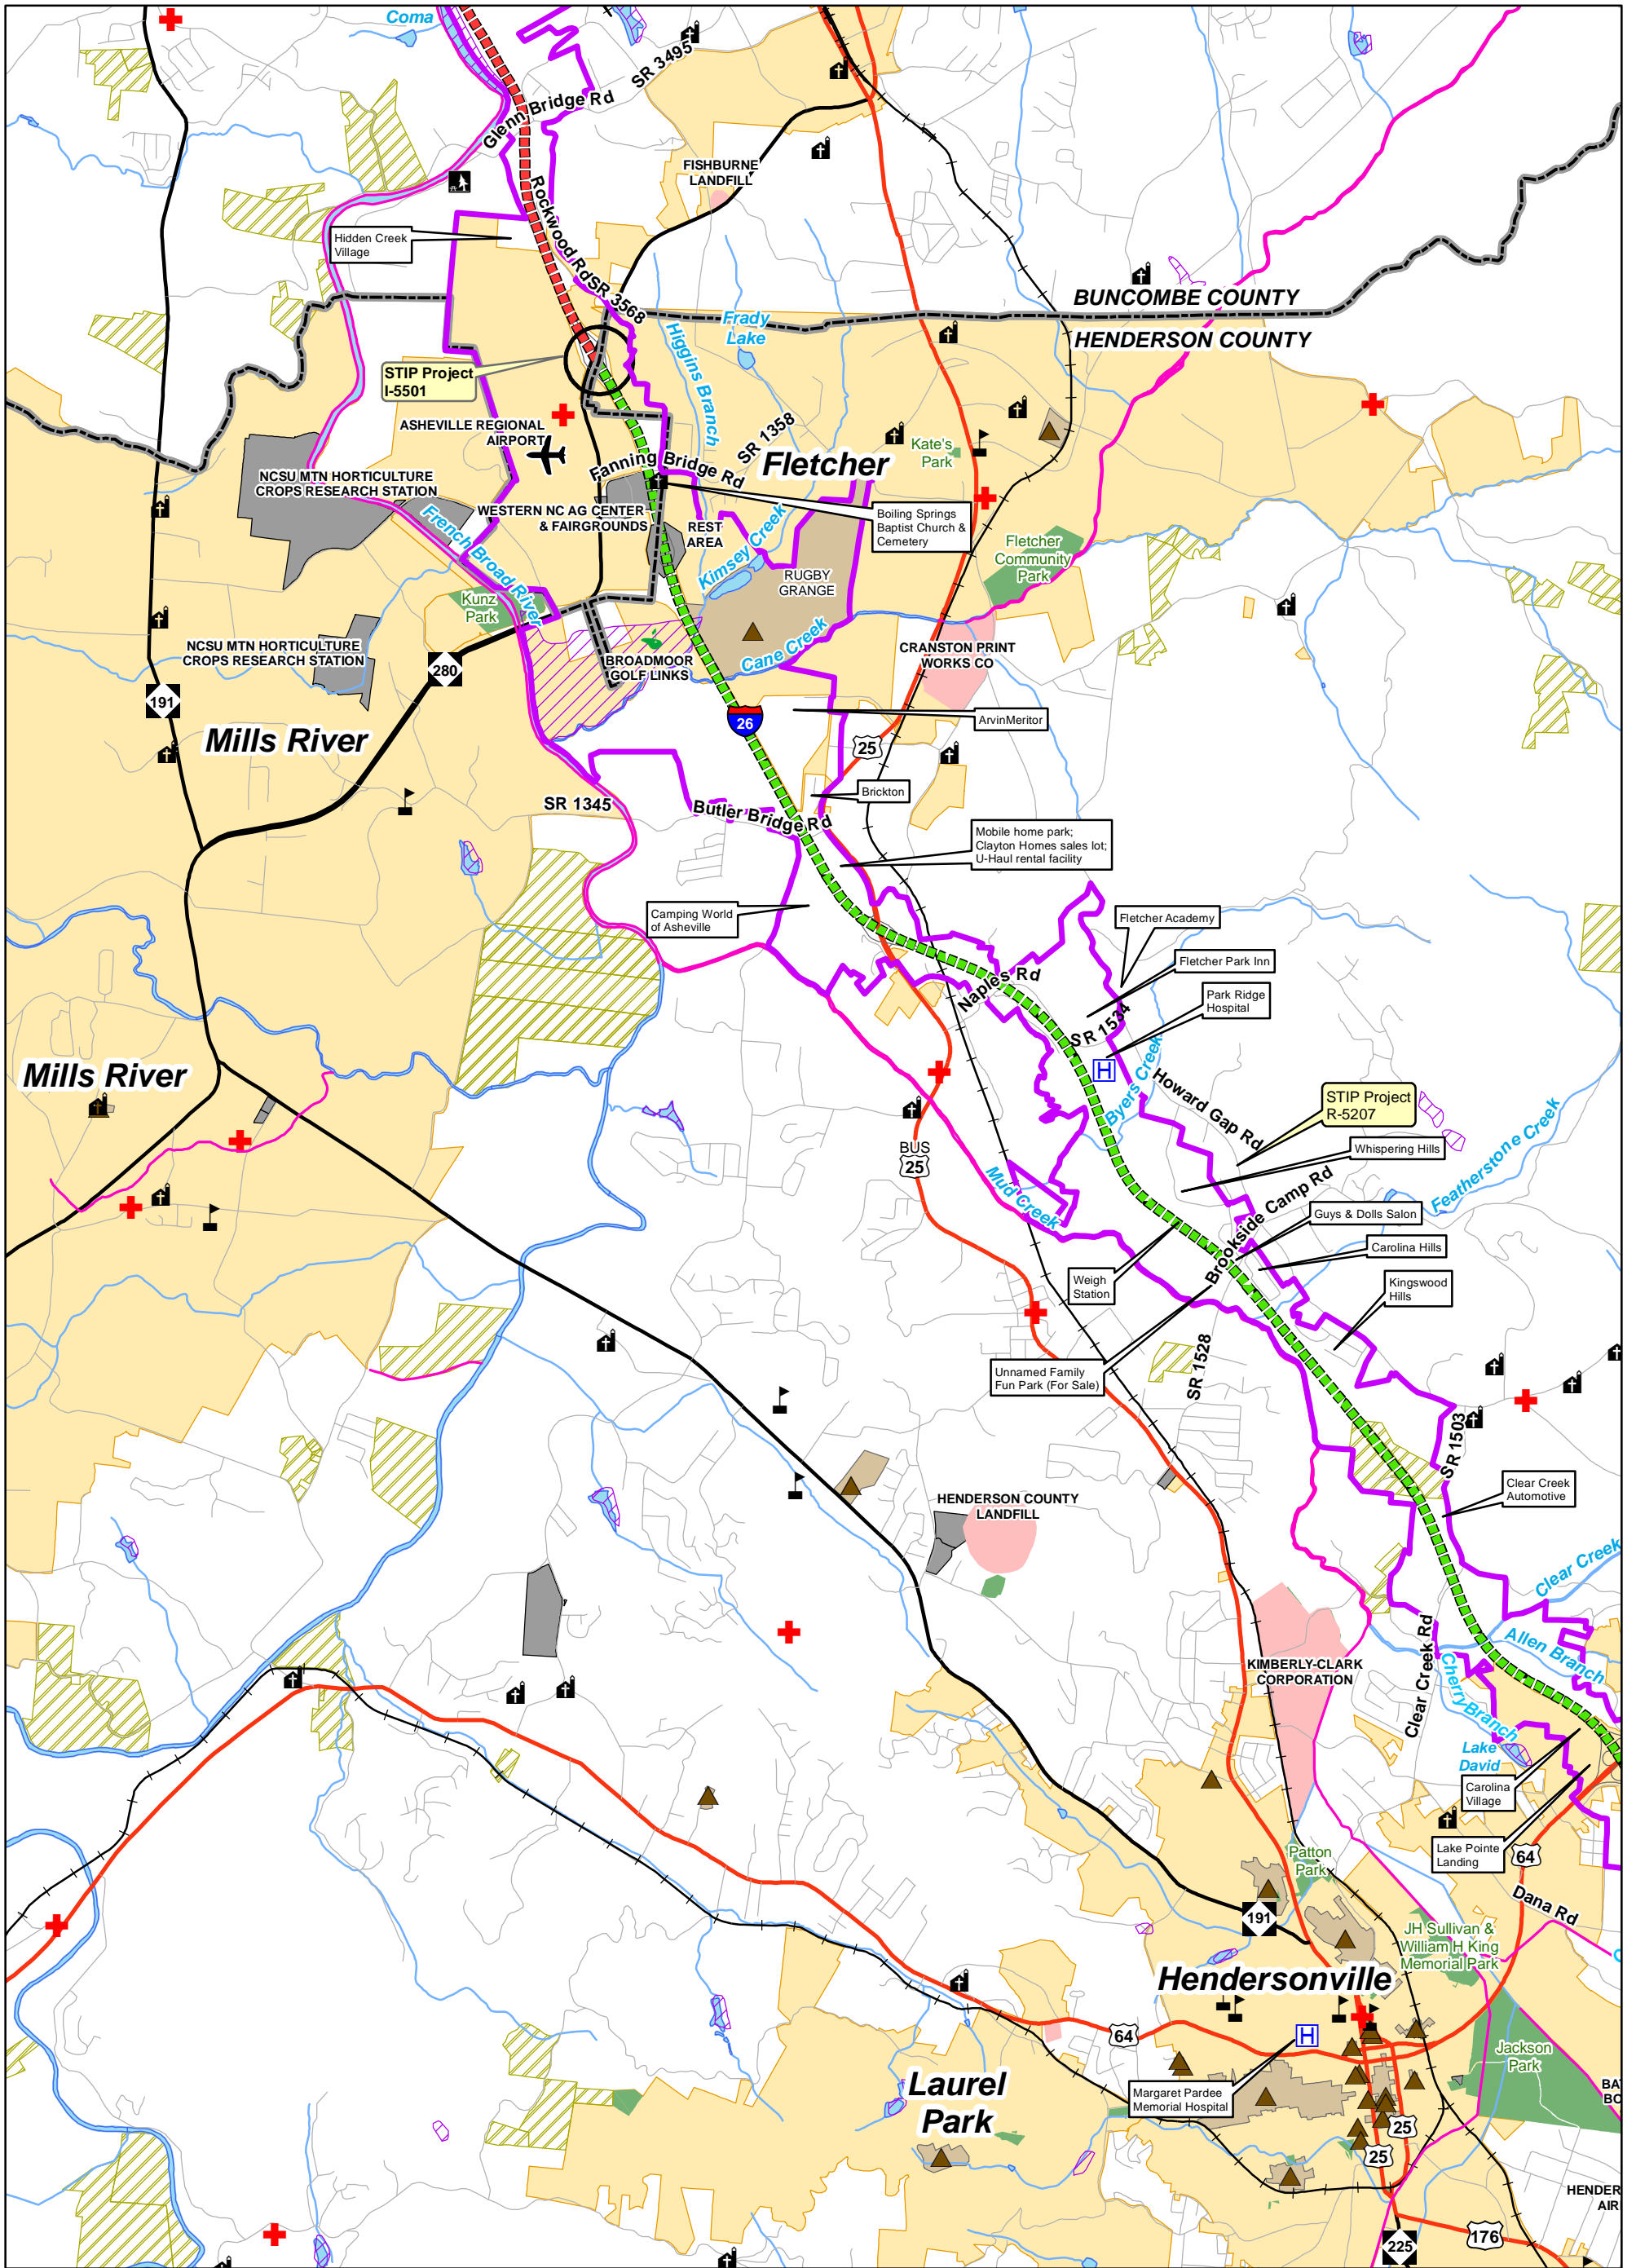 Coma
SR 3495
Glenn Bridge Rd
FISHBURNE
LANDFILL
Rockwood Rd
SR 3568
Hidden Creek
Village
BUNCOMBE COUNTY
HENDERSON COUNTY
Frady
Lake
Higgins Branch
STIP Project
I-5501
ASHEVILLE REGIONAL
AIRPORT
SR 1358
Fletcher
Kate's
Park
Fanning Bridge Rd
NCSU MTN HORTICULTURE
CROPS RESEARCH STATION
WESTERN NC AG CENTER
& FAIRGROUNDS
REST
AREA
Boiling Springs
Baptist Church &
Cemetery
French Broad River
Kimsey Creek
Fletcher
Community
Park
RUGBY
GRANGE
Kunz
Park
Cane Creek
CRANSTON PRINT
WORKS CO
NCSU MTN HORTICULTURE
CROPS RESEARCH STATION
280
BROADMOOR
GOLF LINKS
191
26
ArvinMeritor
Mills River
25
Brickton
SR 1345
Butler Bridge Rd
Mobile home park;
Clayton Homes sales lot;
U-Haul rental facility
Camping World
of Asheville
Fletcher Academy
Fletcher Park Inn
Naples Rd
Park Ridge
Hospital
SR 1534
Mills River
H
Byers Creek
Howard Gap Rd
STIP Project
R-5207
Whispering Hills
Featherstone Creek
BUS
25
Mud Creek
Brookside Camp Rd
Guys & Dolls Salon
Carolina Hills
Weigh
Station
Kingswood
Hills
Unnamed Family
Fun Park (For Sale)
SR 1528
SR 1503
Clear Creek
Automotive
HENDERSON COUNTY
LANDFILL
Clear Creek
Allen Branch
KIMBERLY-CLARK
CORPORATION
Clear Creek Rd
Cherry Branch
Lake
David
Carolina
Village
Lake Pointe
Landing
64
Patton
Park
Dana Rd
191
JH Sullivan &
William H King
Memorial Park
Hendersonville
64
H
Jackson
Park
Laurel
Park
Margaret Pardee
Memorial Hospital
BA
BO
25
25
HENDER
AIR
176
225